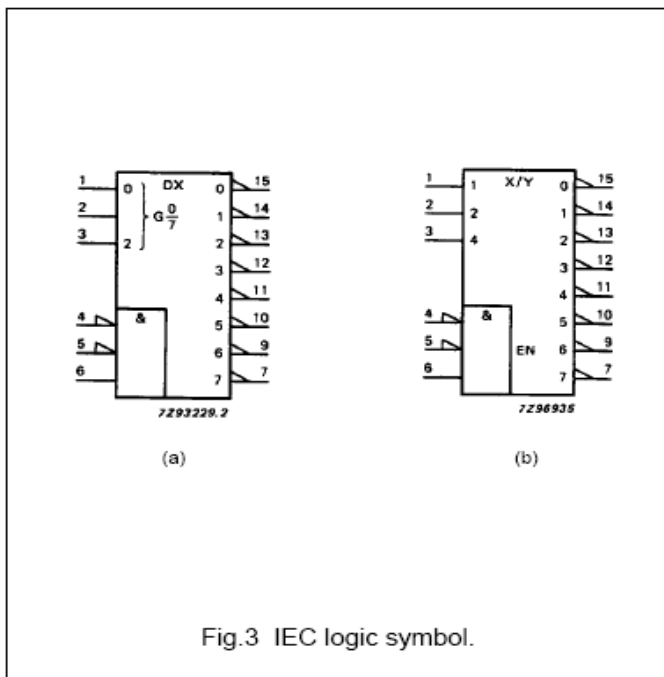 1 0 DX 0 15
2 G 0/7 1 14
3 2 2 13
3 12
4 11
4 & 5 10
5 6 9
6 7 7
7Z93229.2
(a)
1 1 X/Y 0 15
2 2 1 14
3 4 2 13
3 12
4 11
4 & 5 10
5 EN 6 9
6 7 7
7Z96935
(b)
Fig.3 IEC logic symbol.